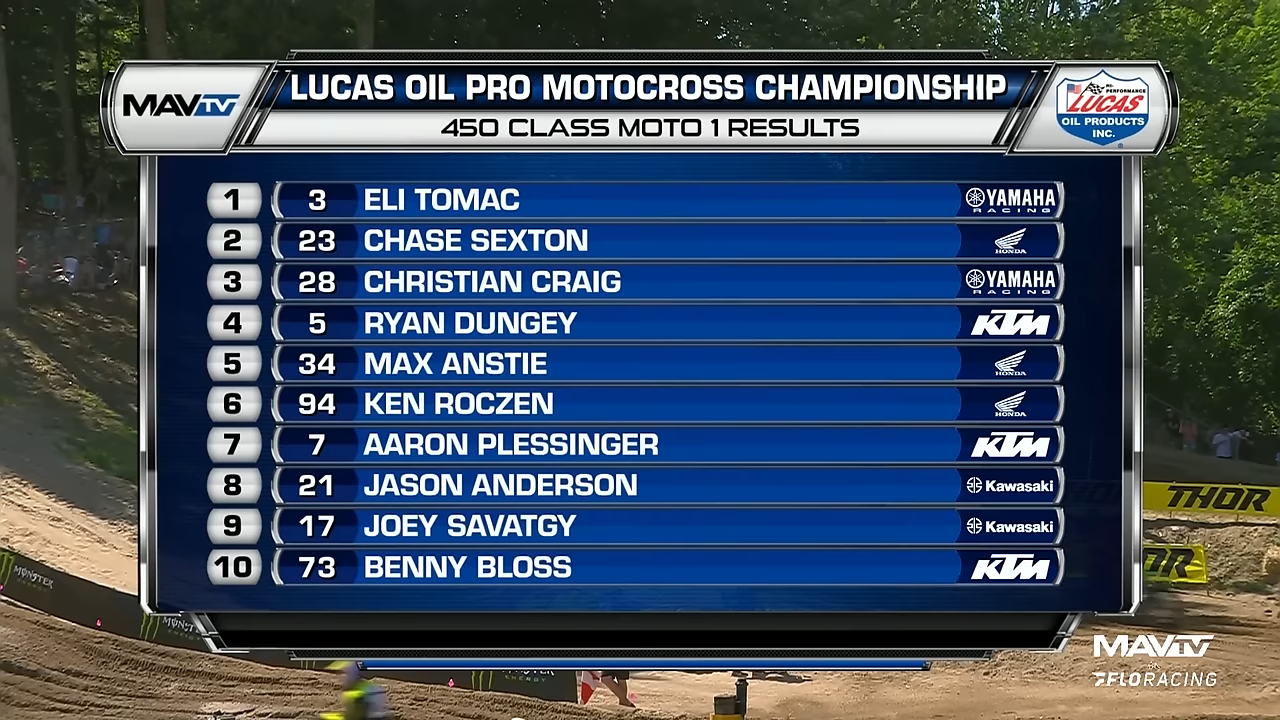 MAVTV
LUCAS OIL PRO MOTOCROSS CHAMPIONSHIP
450 CLASS MOTO 1 RESULTS
LUCAS
OIL PRODUCTS
INC.
1 3 ELI TOMAC YAMAHA RACING
2 23 CHASE SEXTON HONDA
3 28 CHRISTIAN CRAIG YAMAHA RACING
4 5 RYAN DUNGEY KTM
5 34 MAX ANSTIE HONDA
6 94 KEN ROCZEN HONDA
7 7 AARON PLESSINGER KTM
8 21 JASON ANDERSON Kawasaki
9 17 JOEY SAVATGY Kawasaki
10 73 BENNY BLOSS KTM
THOR
MONSTER
MAVTV
FLORACING